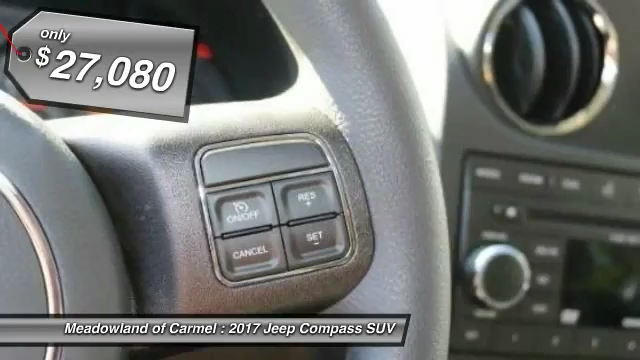 only
$27,080
ON/OFF
RES
+
CANCEL
SET
−
Meadowland of Carmel : 2017 Jeep Compass SUV